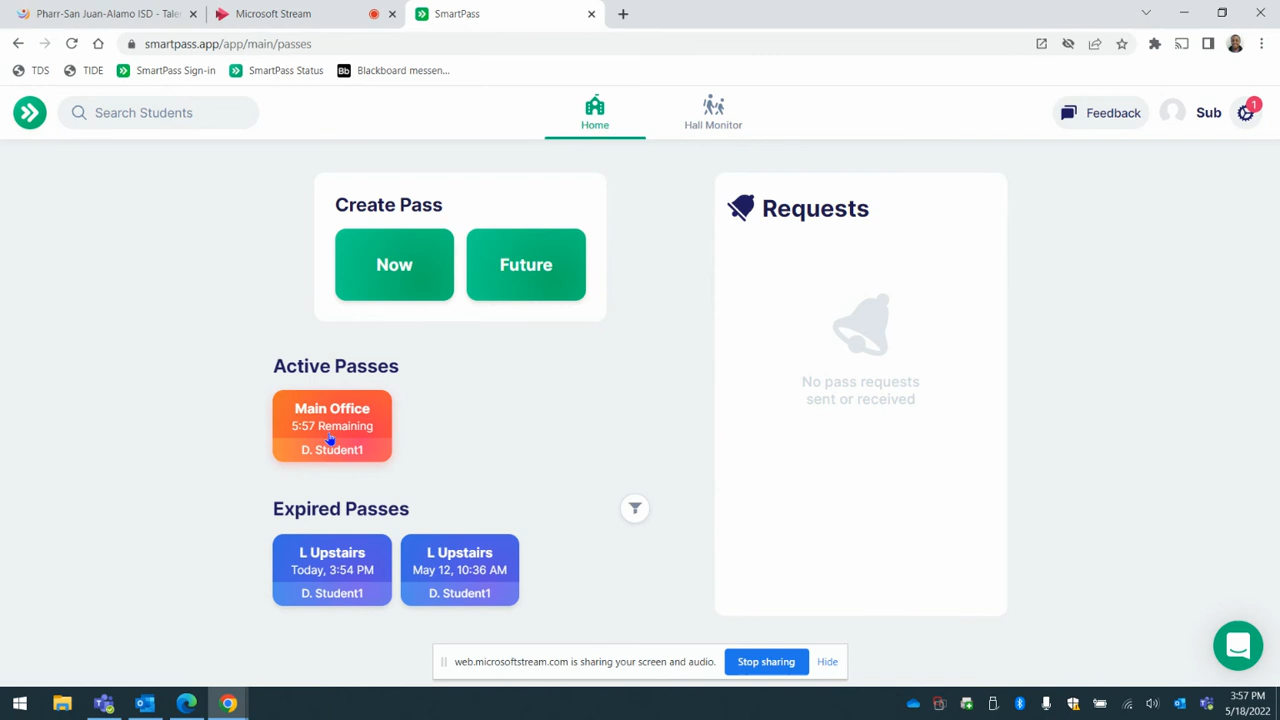 Pharr-San Juan-Alamo ISD - Talen
Microsoft Stream
SmartPass
smartpass.app/app/main/passes
TDS
TIDE
SmartPass Sign-in
SmartPass Status
Bb
Blackboard messen...
Search Students
Home
Hall Monitor
Feedback
Sub
1
Create Pass
Now
Future
Requests
No pass requests
sent or received
Active Passes
Main Office
5:57 Remaining
D. Student1
Expired Passes
L Upstairs
Today, 3:54 PM
D. Student1
L Upstairs
May 12, 10:36 AM
D. Student1
web.microsoftstream.com is sharing your screen and audio.
Stop sharing
Hide
3:57 PM
5/18/2022